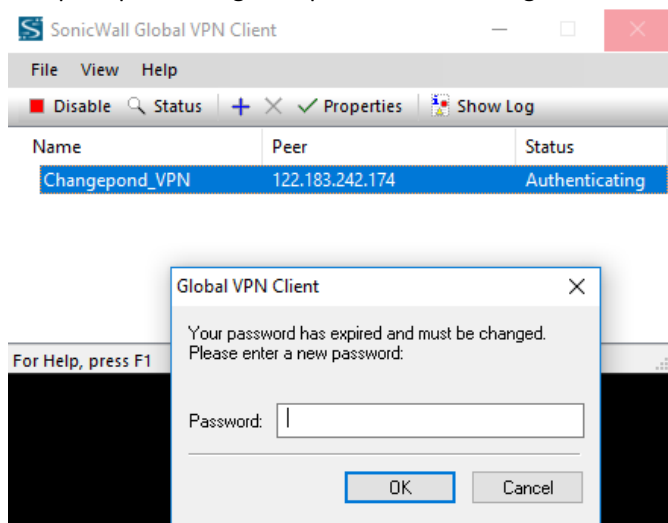 SonicWall Global VPN Client
File View Help
Disable Status Properties Show Log
Name Peer Status
Changepond_VPN 122.183.242.174 Authenticating
Global VPN Client
Your password has expired and must be changed.
Please enter a new password:
For Help, press F1
Password:
OK Cancel